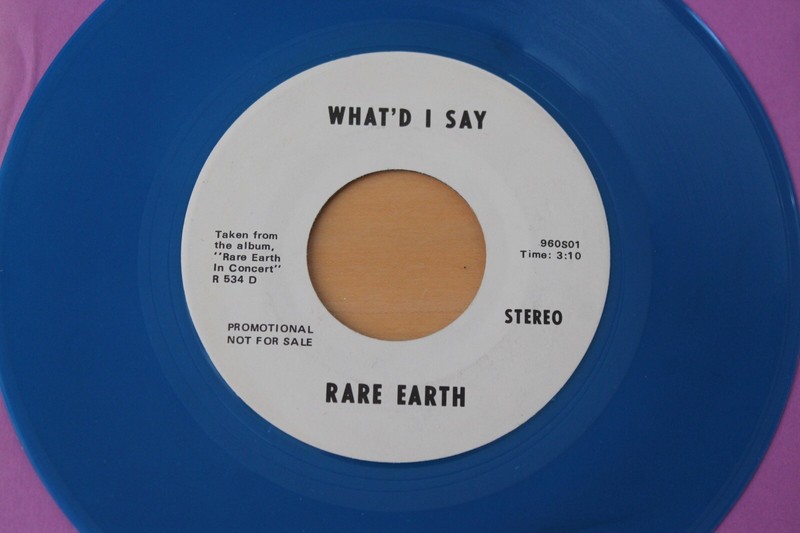 WHAT'D I SAY
Taken from
the album,
"Rare Earth
In Concert"
R 534 D
960S01
Time: 3:10
PROMOTIONAL
NOT FOR SALE
STEREO
RARE EARTH